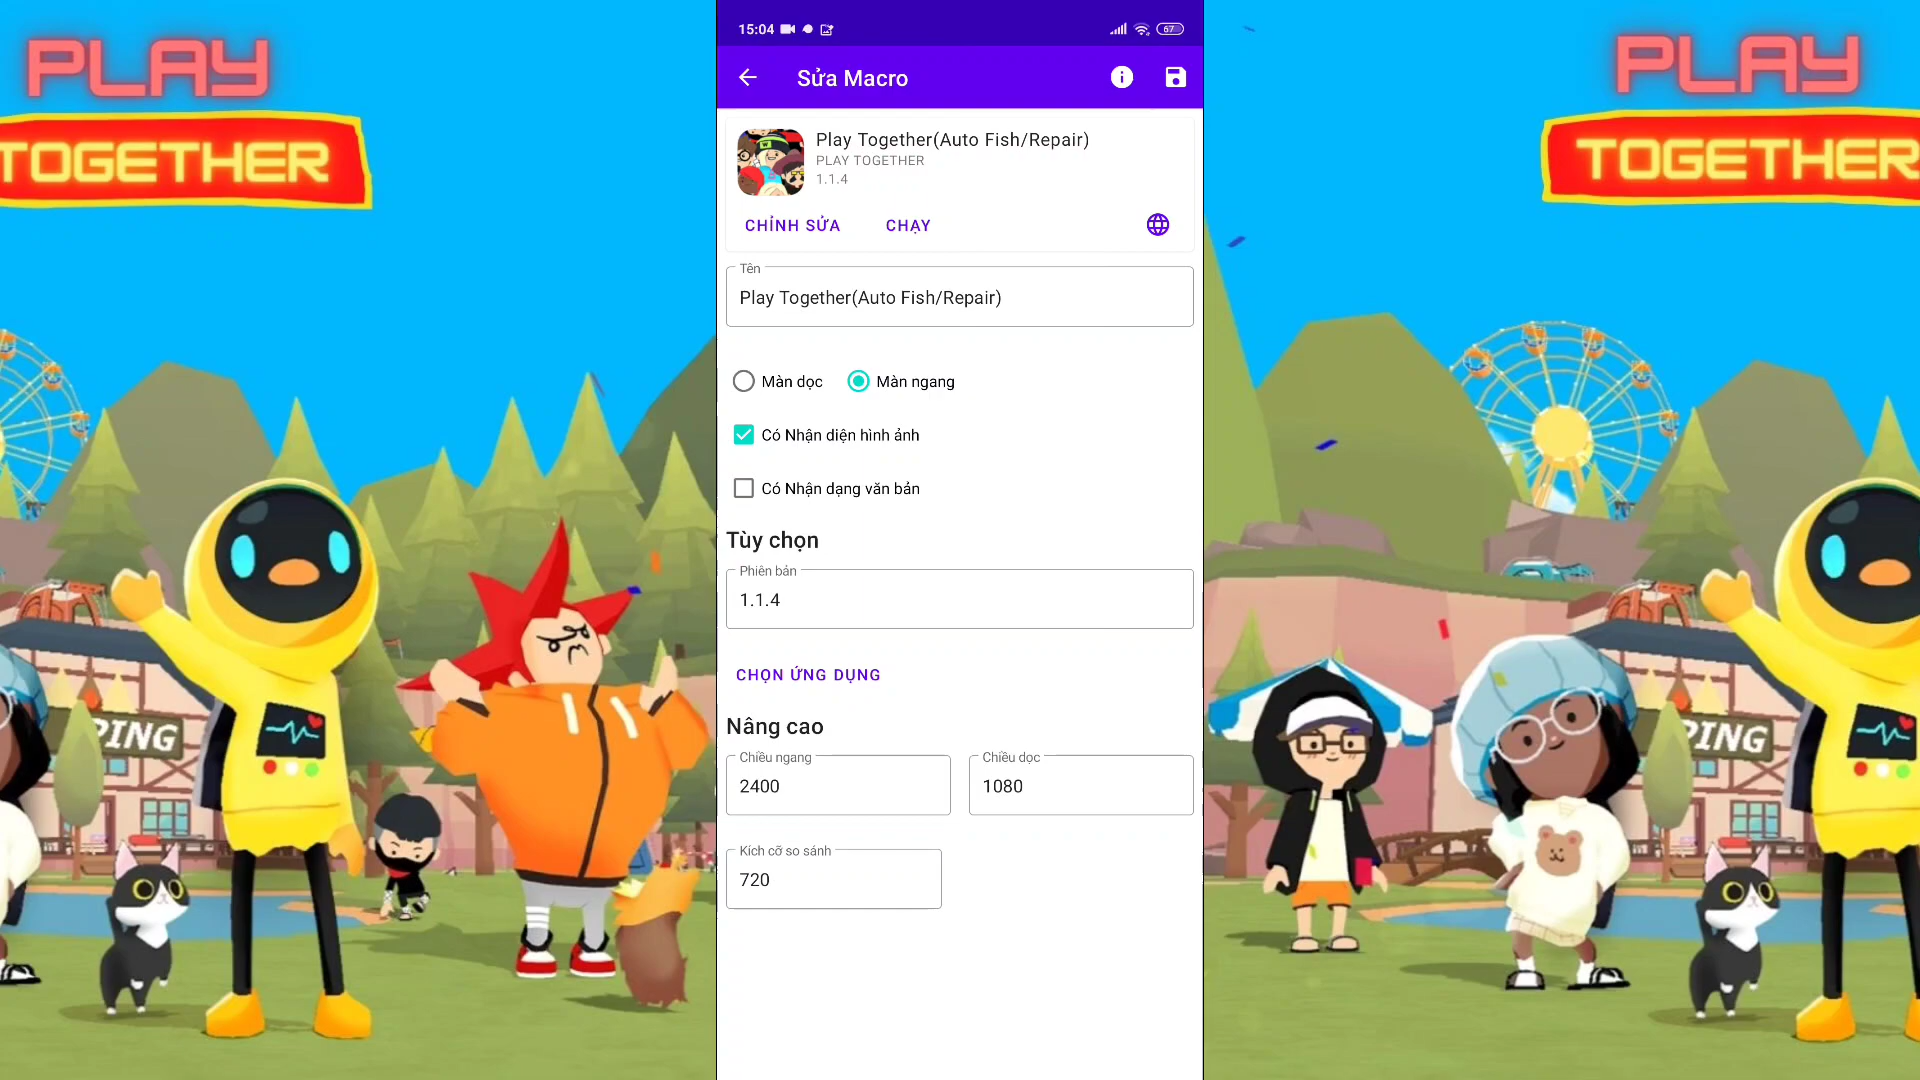 PLAY
TOGETHER
PING
15:04
67
Sửa Macro
Play Together(Auto Fish/Repair)
PLAY TOGETHER
1.1.4
CHỈNH SỬA CHẠY
Tên
Play Together(Auto Fish/Repair)
Màn dọc Màn ngang
Có Nhận diện hình ảnh
Có Nhận dạng văn bản
Tùy chọn
Phiên bản
1.1.4
CHỌN ỨNG DỤNG
Nâng cao
Chiều ngang Chiều dọc
2400 1080
Kích cỡ so sánh
720
PLAY
TOGETHER
PING